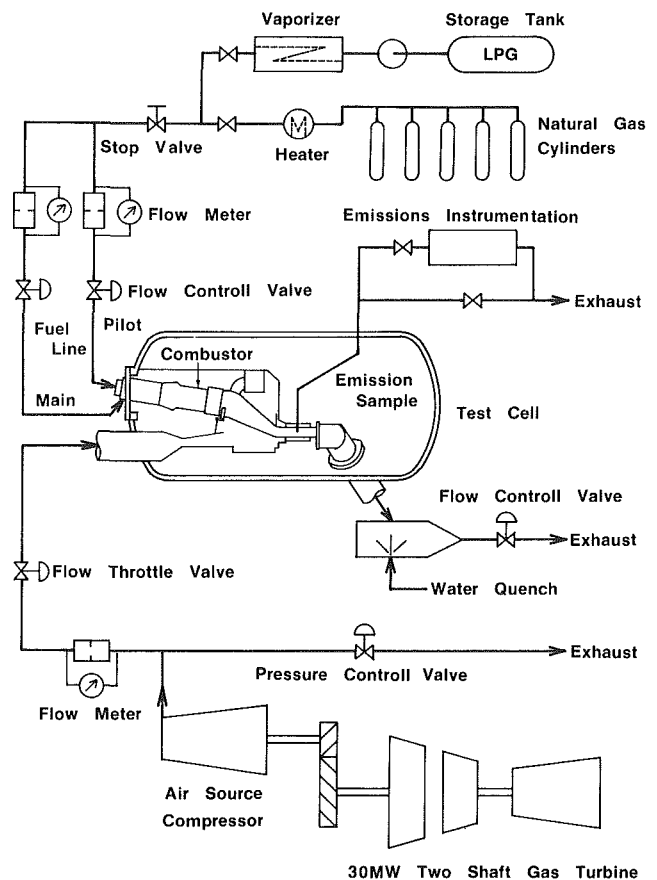 Vaporizer
Storage Tank
LPG
Stop Valve
Heater
Natural Gas
Cylinders
Flow Meter
Emissions Instrumentation
Flow Controll Valve
Exhaust
Fuel
Line
Pilot
Combustor
Main
Emission
Sample
Test Cell
Flow Controll Valve
Exhaust
Flow Throttle Valve
Water Quench
Exhaust
Pressure Controll Valve
Flow Meter
Air Source
Compressor
30MW Two Shaft Gas Turbine